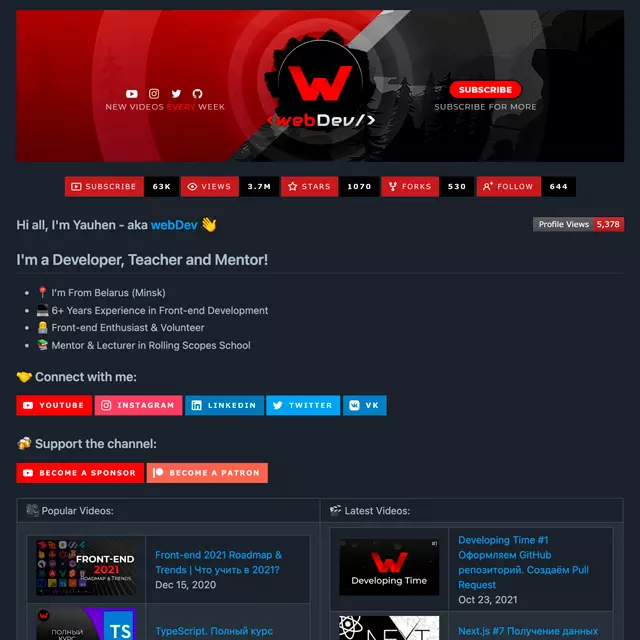 W
NEW VIDEOS EVERY WEEK
<webDev/>
SUBSCRIBE
SUBSCRIBE FOR MORE
SUBSCRIBE 63K VIEWS 3.7M STARS 1070 FORKS 530 FOLLOW 644
Hi all, I'm Yauhen - aka webDev 👋
Profile Views 5,378
I'm a Developer, Teacher and Mentor!
I'm From Belarus (Minsk)
6+ Years Experience in Front-end Development
Front-end Enthusiast & Volunteer
Mentor & Lecturer in Rolling Scopes School
Connect with me:
YOUTUBE INSTAGRAM LINKEDIN TWITTER VK
Support the channel:
BECOME A SPONSOR BECOME A PATRON
Popular Videos:
FRONT-END
2021
ROADMAP & TRENDS
Front-end 2021 Roadmap &
Trends | Что учить в 2021?
Dec 15, 2020
ПОЛНЫЙ
КУРС
TS
TypeScript. Полный курс
Latest Videos:
#1
W
Developing Time
Developing Time #1
Оформляем GitHub
репозиторий. Создаём Pull
Request
Oct 23, 2021
NEXT
Next.js #7 Получение данных